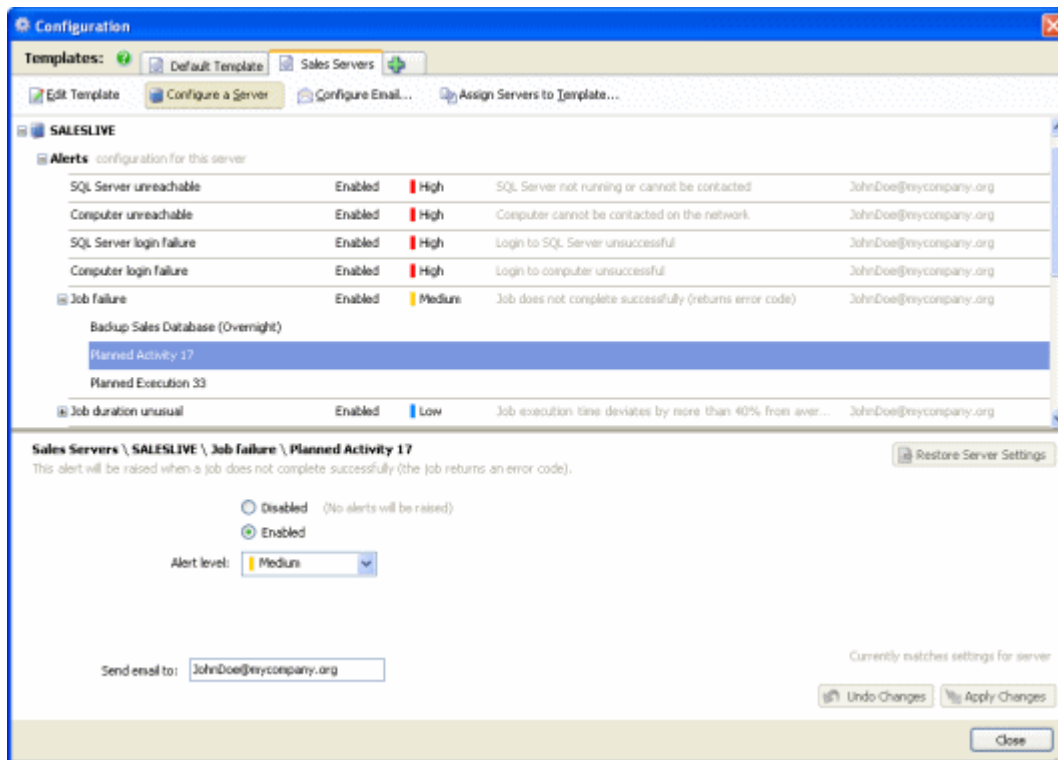 Configuration
Templates: ? Default Template Sales Servers
Edit Template Configure a Server Configure Email... Assign Servers to Template...
SALESLIVE
Alerts configuration for this server
SQL Server unreachable Enabled High SQL Server not running or cannot be contacted JohnDoe@mycompany.org
Computer unreachable Enabled High Computer cannot be contacted on the network JohnDoe@mycompany.org
SQL Server login failure Enabled High Login to SQL Server unsuccessful JohnDoe@mycompany.org
Computer login failure Enabled High Login to computer unsuccessful JohnDoe@mycompany.org
Job failure Enabled Medium Job does not complete successfully (returns error code) JohnDoe@mycompany.org
Backup Sales Database (Overnight)
Planned Activity 17
Planned Execution 33
Job duration unusual Enabled Low Job execution time deviates by more than 40% from aver... JohnDoe@mycompany.org
Sales Servers \ SALESLIVE \ Job failure \ Planned Activity 17
This alert will be raised when a job does not complete successfully (the job returns an error code).
Restore Server Settings
Disabled (No alerts will be raised)
Enabled
Alert level: Medium
Send email to: JohnDoe@mycompany.org
Currently matches settings for server
Undo Changes Apply Changes
Close